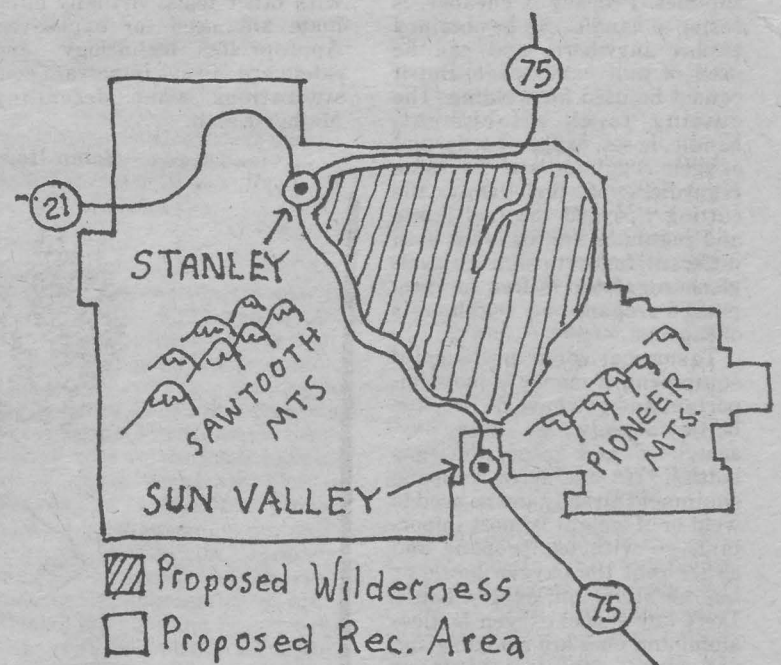 75
21
STANLEY
SAWTOOTH
MTS
PIONEER
MTS.
SUN VALLEY
Proposed Wilderness
75
Proposed Rec. Area